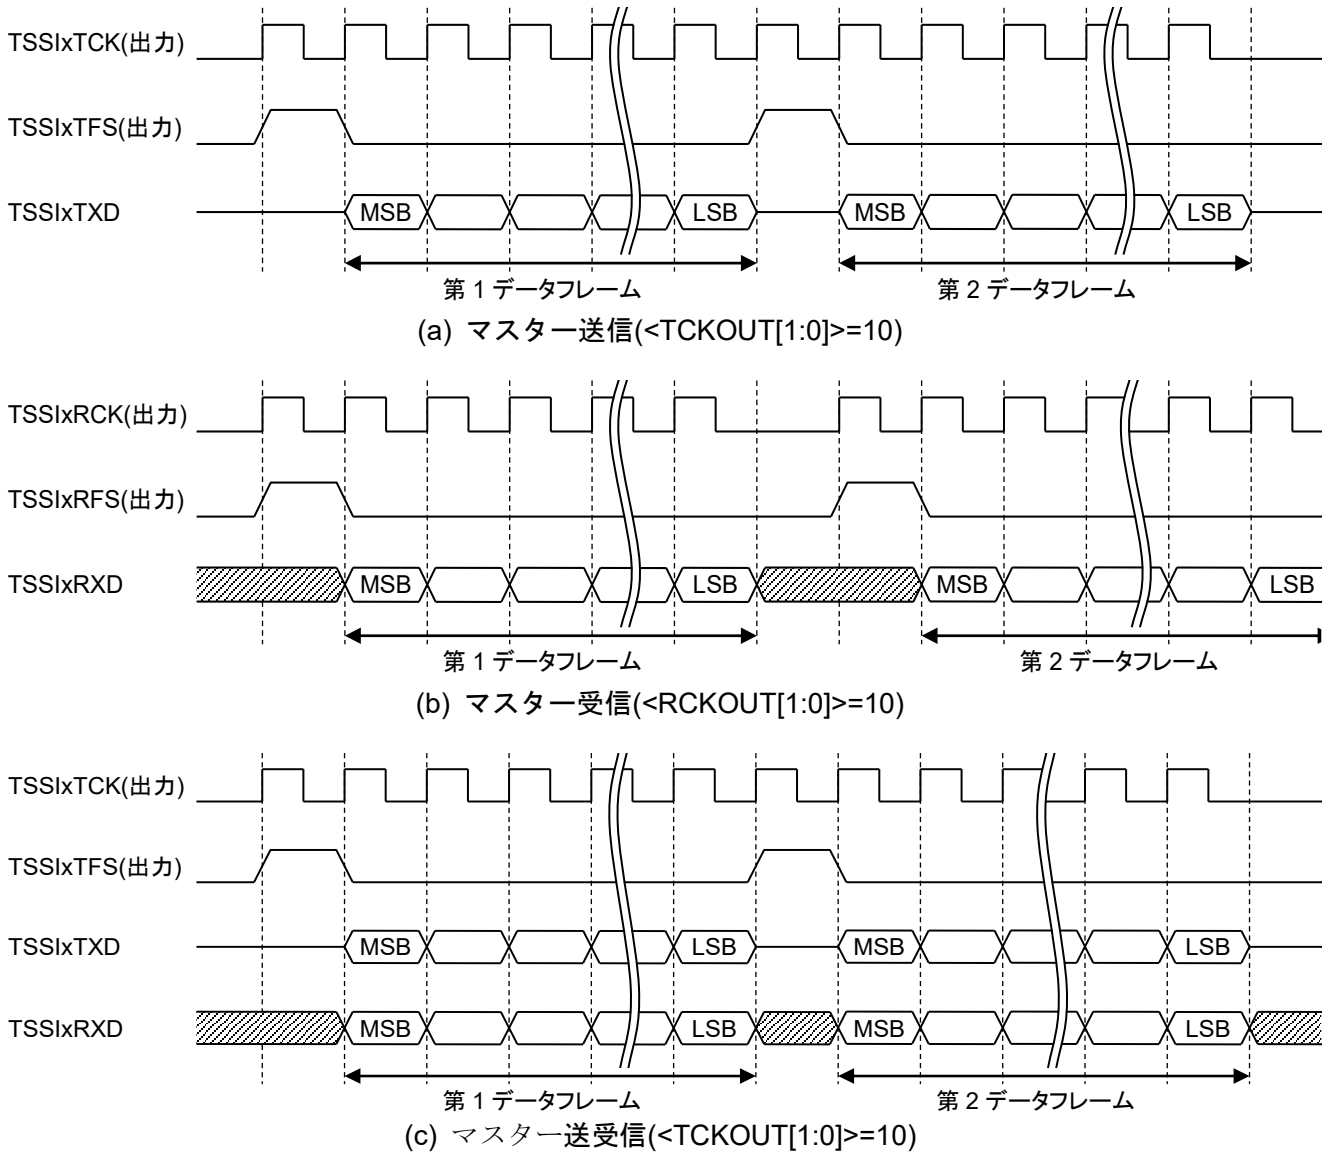 TSSIxTCK(出力)
TSSIxTFS(出力)
TSSIxTXD
MSB LSB MSB LSB
第 1 データフレーム 第 2 データフレーム
(a) マスター送信(<TCKOUT[1:0]>=10)
TSSIxRCK(出力)
TSSIxRFS(出力)
TSSIxRXD
MSB LSB MSB LSB
第 1 データフレーム 第 2 データフレーム
(b) マスター受信(<RCKOUT[1:0]>=10)
TSSIxTCK(出力)
TSSIxTFS(出力)
TSSIxTXD
MSB LSB MSB LSB
TSSIxRXD
MSB LSB MSB LSB
第 1 データフレーム 第 2 データフレーム
(c) マスター送受信(<TCKOUT[1:0]>=10)